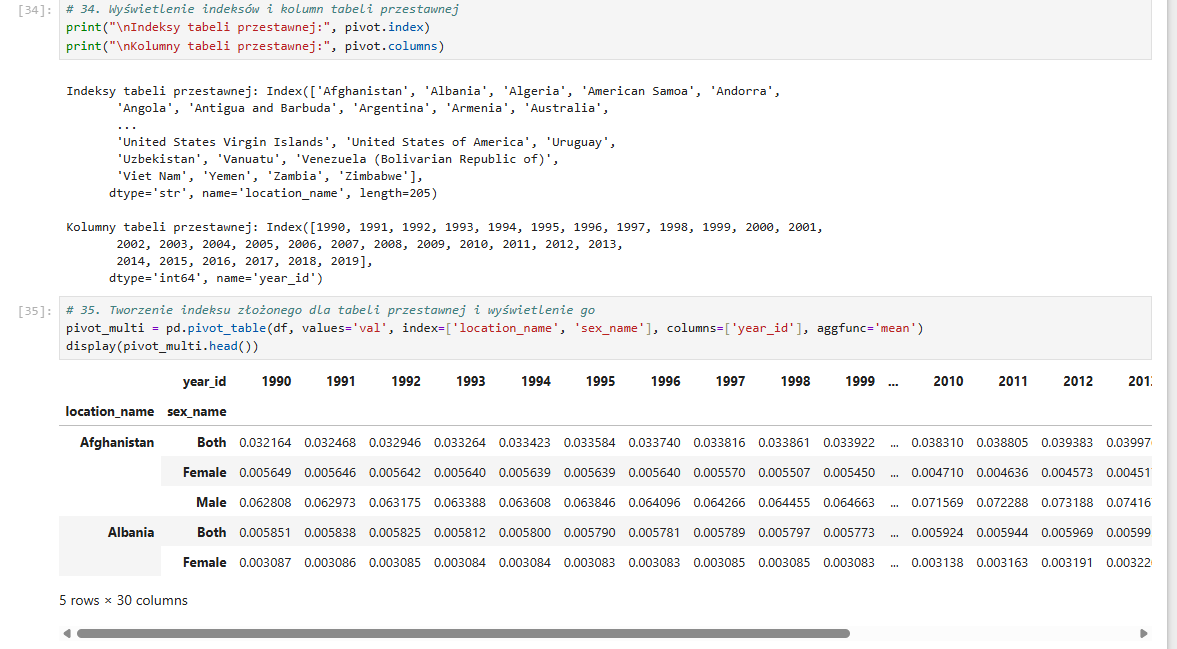 [34]: # 34. Wyświetlenie indeksów i kolumn tabeli przestawnej
print("\nIndeksy tabeli przestawnej:", pivot.index)
print("\nKolumny tabeli przestawnej:", pivot.columns)
Indeksy tabeli przestawnej: Index(['Afghanistan', 'Albania', 'Algeria', 'American Samoa', 'Andorra',
'Angola', 'Antigua and Barbuda', 'Argentina', 'Armenia', 'Australia',
...
'United States Virgin Islands', 'United States of America', 'Uruguay',
'Uzbekistan', 'Vanuatu', 'Venezuela (Bolivarian Republic of)',
'Viet Nam', 'Yemen', 'Zambia', 'Zimbabwe'],
dtype='str', name='location_name', length=205)
Kolumny tabeli przestawnej: Index([1990, 1991, 1992, 1993, 1994, 1995, 1996, 1997, 1998, 1999, 2000, 2001,
2002, 2003, 2004, 2005, 2006, 2007, 2008, 2009, 2010, 2011, 2012, 2013,
2014, 2015, 2016, 2017, 2018, 2019],
dtype='int64', name='year_id')
[35]: # 35. Tworzenie indeksu złożonego dla tabeli przestawnej i wyświetlenie go
pivot_multi = pd.pivot_table(df, values='val', index=['location_name', 'sex_name'], columns=['year_id'], aggfunc='mean')
display(pivot_multi.head())
year_id 1990 1991 1992 1993 1994 1995 1996 1997 1998 1999 ... 2010 2011 2012 201
location_name sex_name
Afghanistan Both 0.032164 0.032468 0.032946 0.033264 0.033423 0.033584 0.033740 0.033816 0.033861 0.033922 ... 0.038310 0.038805 0.039383 0.03997
Female 0.005649 0.005646 0.005642 0.005640 0.005639 0.005639 0.005640 0.005570 0.005507 0.005450 ... 0.004710 0.004636 0.004573 0.00451
Male 0.062808 0.062973 0.063175 0.063388 0.063608 0.063846 0.064096 0.064266 0.064455 0.064663 ... 0.071569 0.072288 0.073188 0.07416
Albania Both 0.005851 0.005838 0.005825 0.005812 0.005800 0.005790 0.005781 0.005789 0.005797 0.005773 ... 0.005924 0.005944 0.005969 0.00599
Female 0.003087 0.003086 0.003085 0.003084 0.003084 0.003083 0.003083 0.003085 0.003085 0.003083 ... 0.003138 0.003163 0.003191 0.00322
5 rows × 30 columns